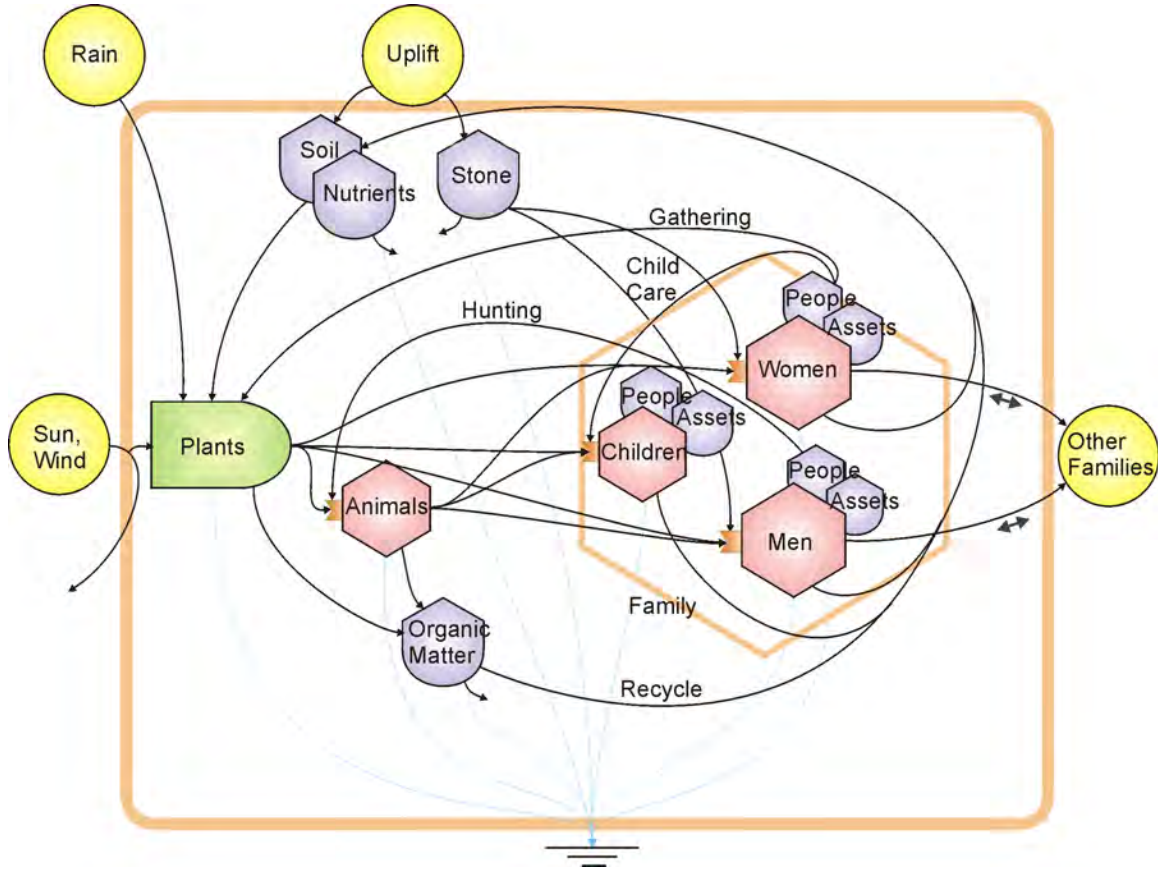 Rain
Uplift
Soil
Nutrients
Stone
Gathering
Child
Care
People
Assets
Hunting
Women
People
Assets
Sun,
Wind
Plants
Children
Other
Families
People
Assets
Animals
Men
Family
Organic
Matter
Recycle